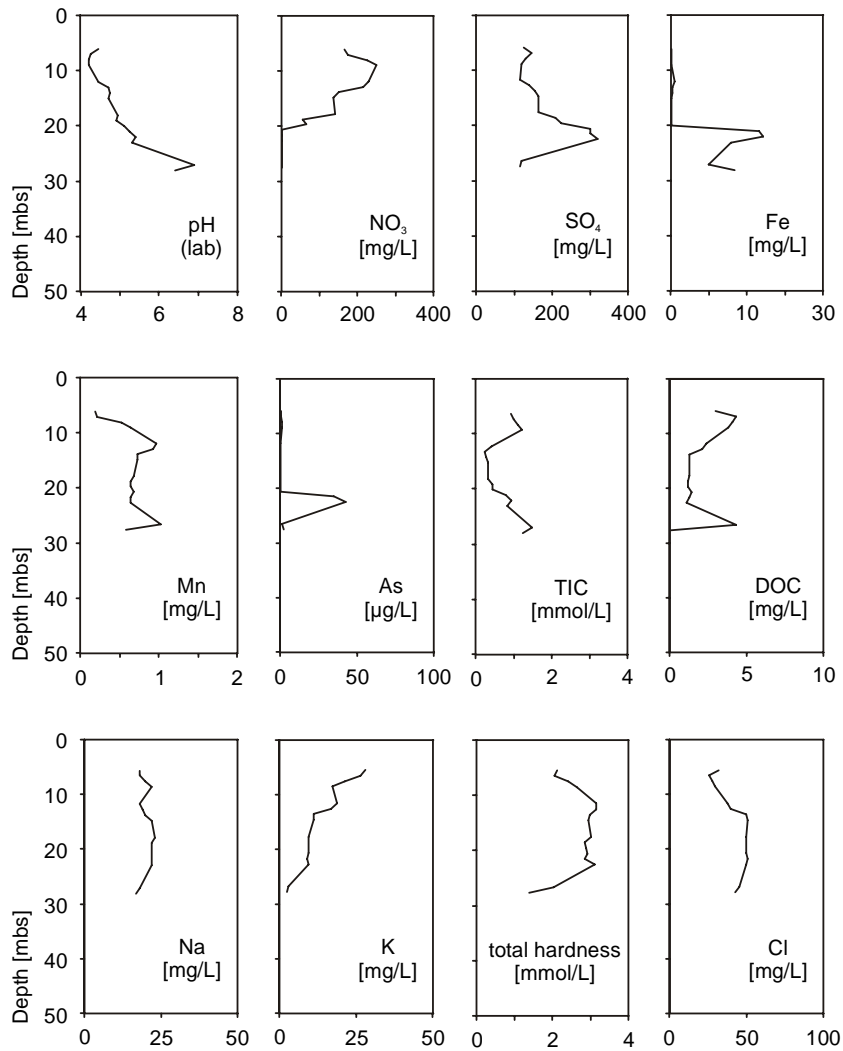 0
10
20
30
40
50
Depth [mbs]
pH
(lab)
4 6 8
NO₃
[mg/L]
0 200 400
SO₄
[mg/L]
0 200 400
Fe
[mg/L]
0 10 30
0
10
20
30
40
50
Depth [mbs]
Mn
[mg/L]
0 1 2
As
[µg/L]
0 50 100
TIC
[mmol/L]
0 2 4
DOC
[mg/L]
0 5 10
0
10
20
30
40
50
Depth [mbs]
Na
[mg/L]
0 25 50
K
[mg/L]
0 25 50
total hardness
[mmol/L]
0 2 4
Cl
[mg/L]
0 50 100